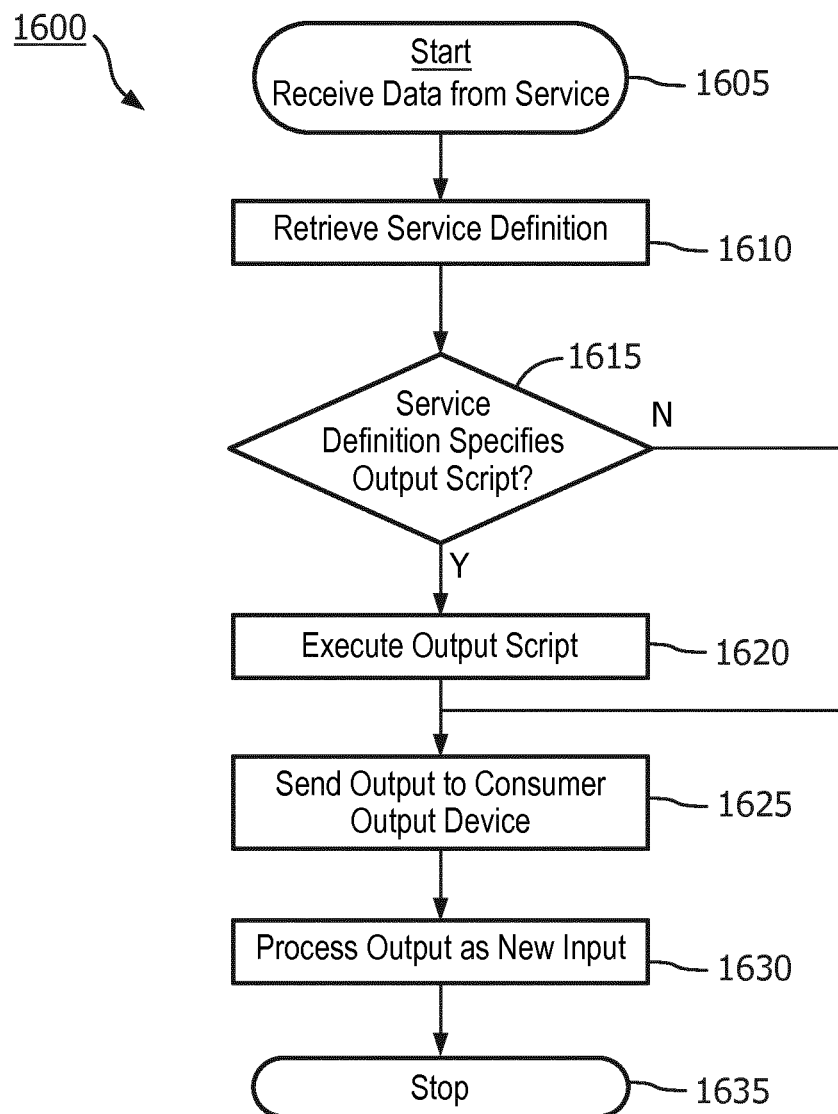 1600
Start
Receive Data from Service
1605
Retrieve Service Definition
1610
1615
Service
Definition Specifies
Output Script?
N
Y
Execute Output Script
1620
Send Output to Consumer
Output Device
1625
Process Output as New Input
1630
Stop
1635